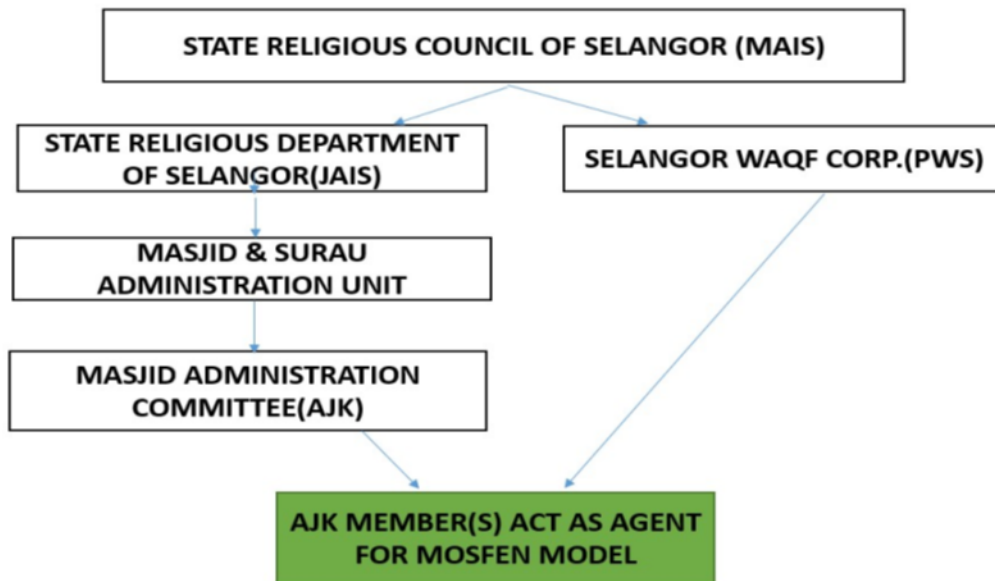 STATE RELIGIOUS COUNCIL OF SELANGOR (MAIS)
STATE RELIGIOUS DEPARTMENT
OF SELANGOR(JAIS)
SELANGOR WAQF CORP.(PWS)
MASJID & SURAU
ADMINISTRATION UNIT
MASJID ADMINISTRATION
COMMITTEE(AJK)
AJK MEMBER(S) ACT AS AGENT
FOR MOSFEN MODEL